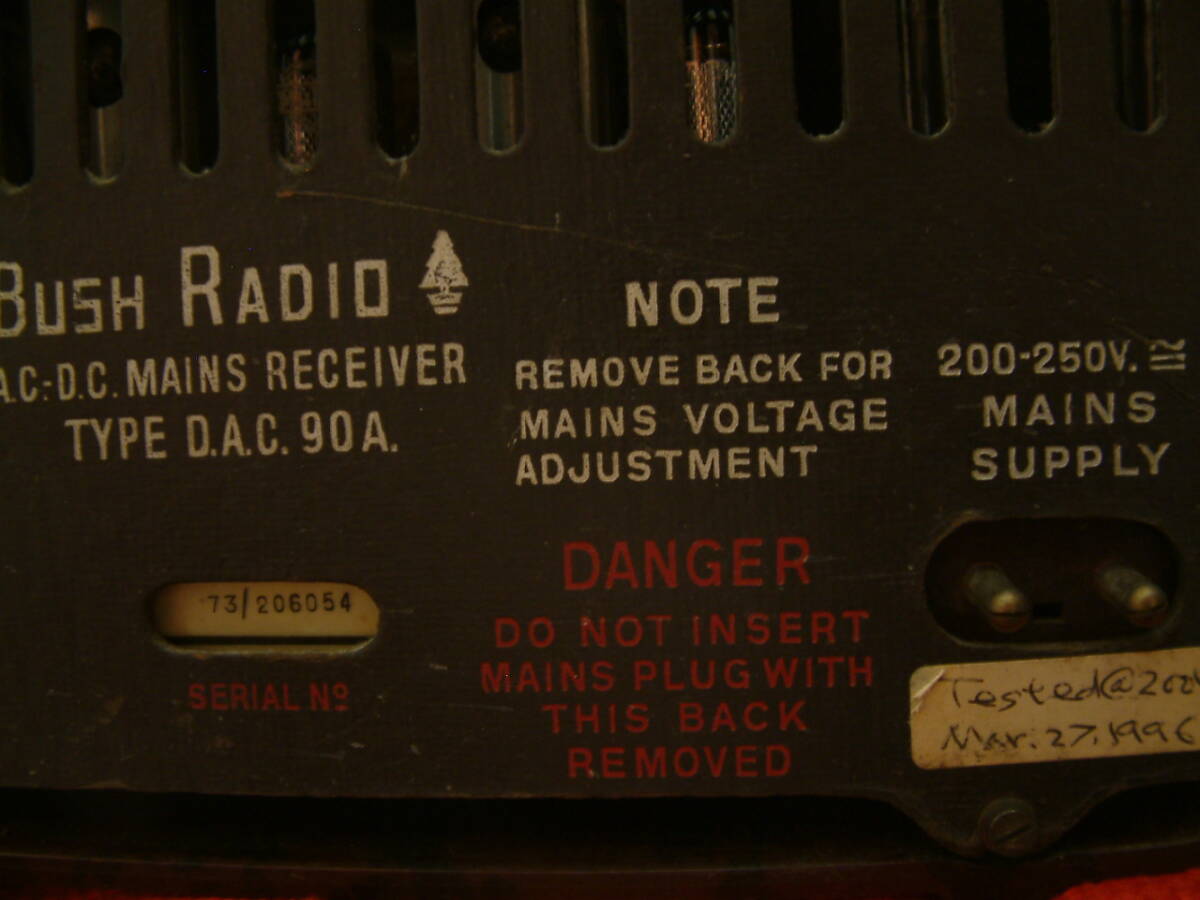 BUSH RADIO
A.C.-D.C. MAINS RECEIVER
TYPE D.A.C. 90A.
NOTE
REMOVE BACK FOR
MAINS VOLTAGE
ADJUSTMENT
200-250V. ≅
MAINS
SUPPLY
73/206054
SERIAL Nº
DANGER
DO NOT INSERT
MAINS PLUG WITH
THIS BACK
REMOVED
Tested@200
Mar. 27, 1996